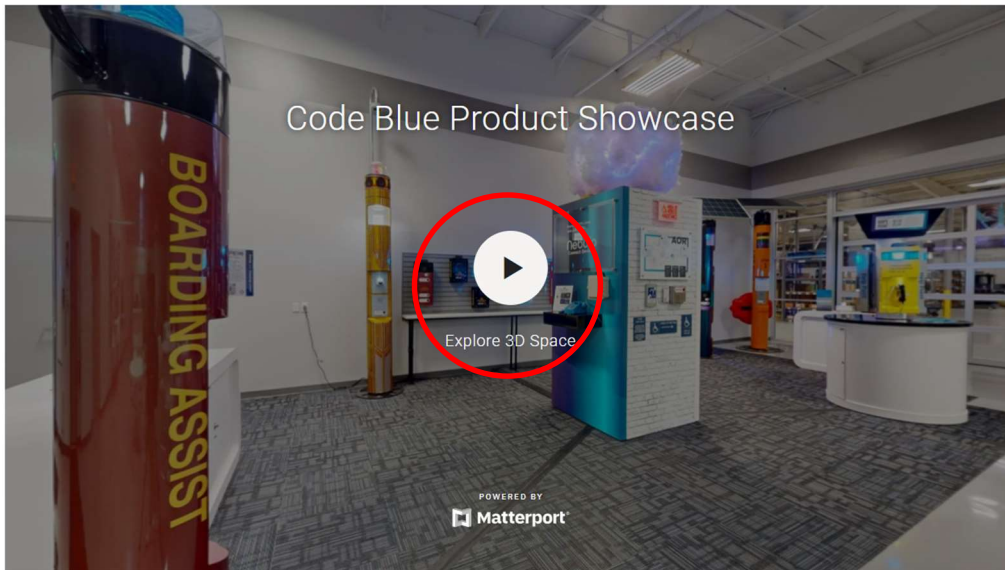 Code Blue Product Showcase
BOARDING ASSIST
Explore 3D Space
POWERED BY
Matterport